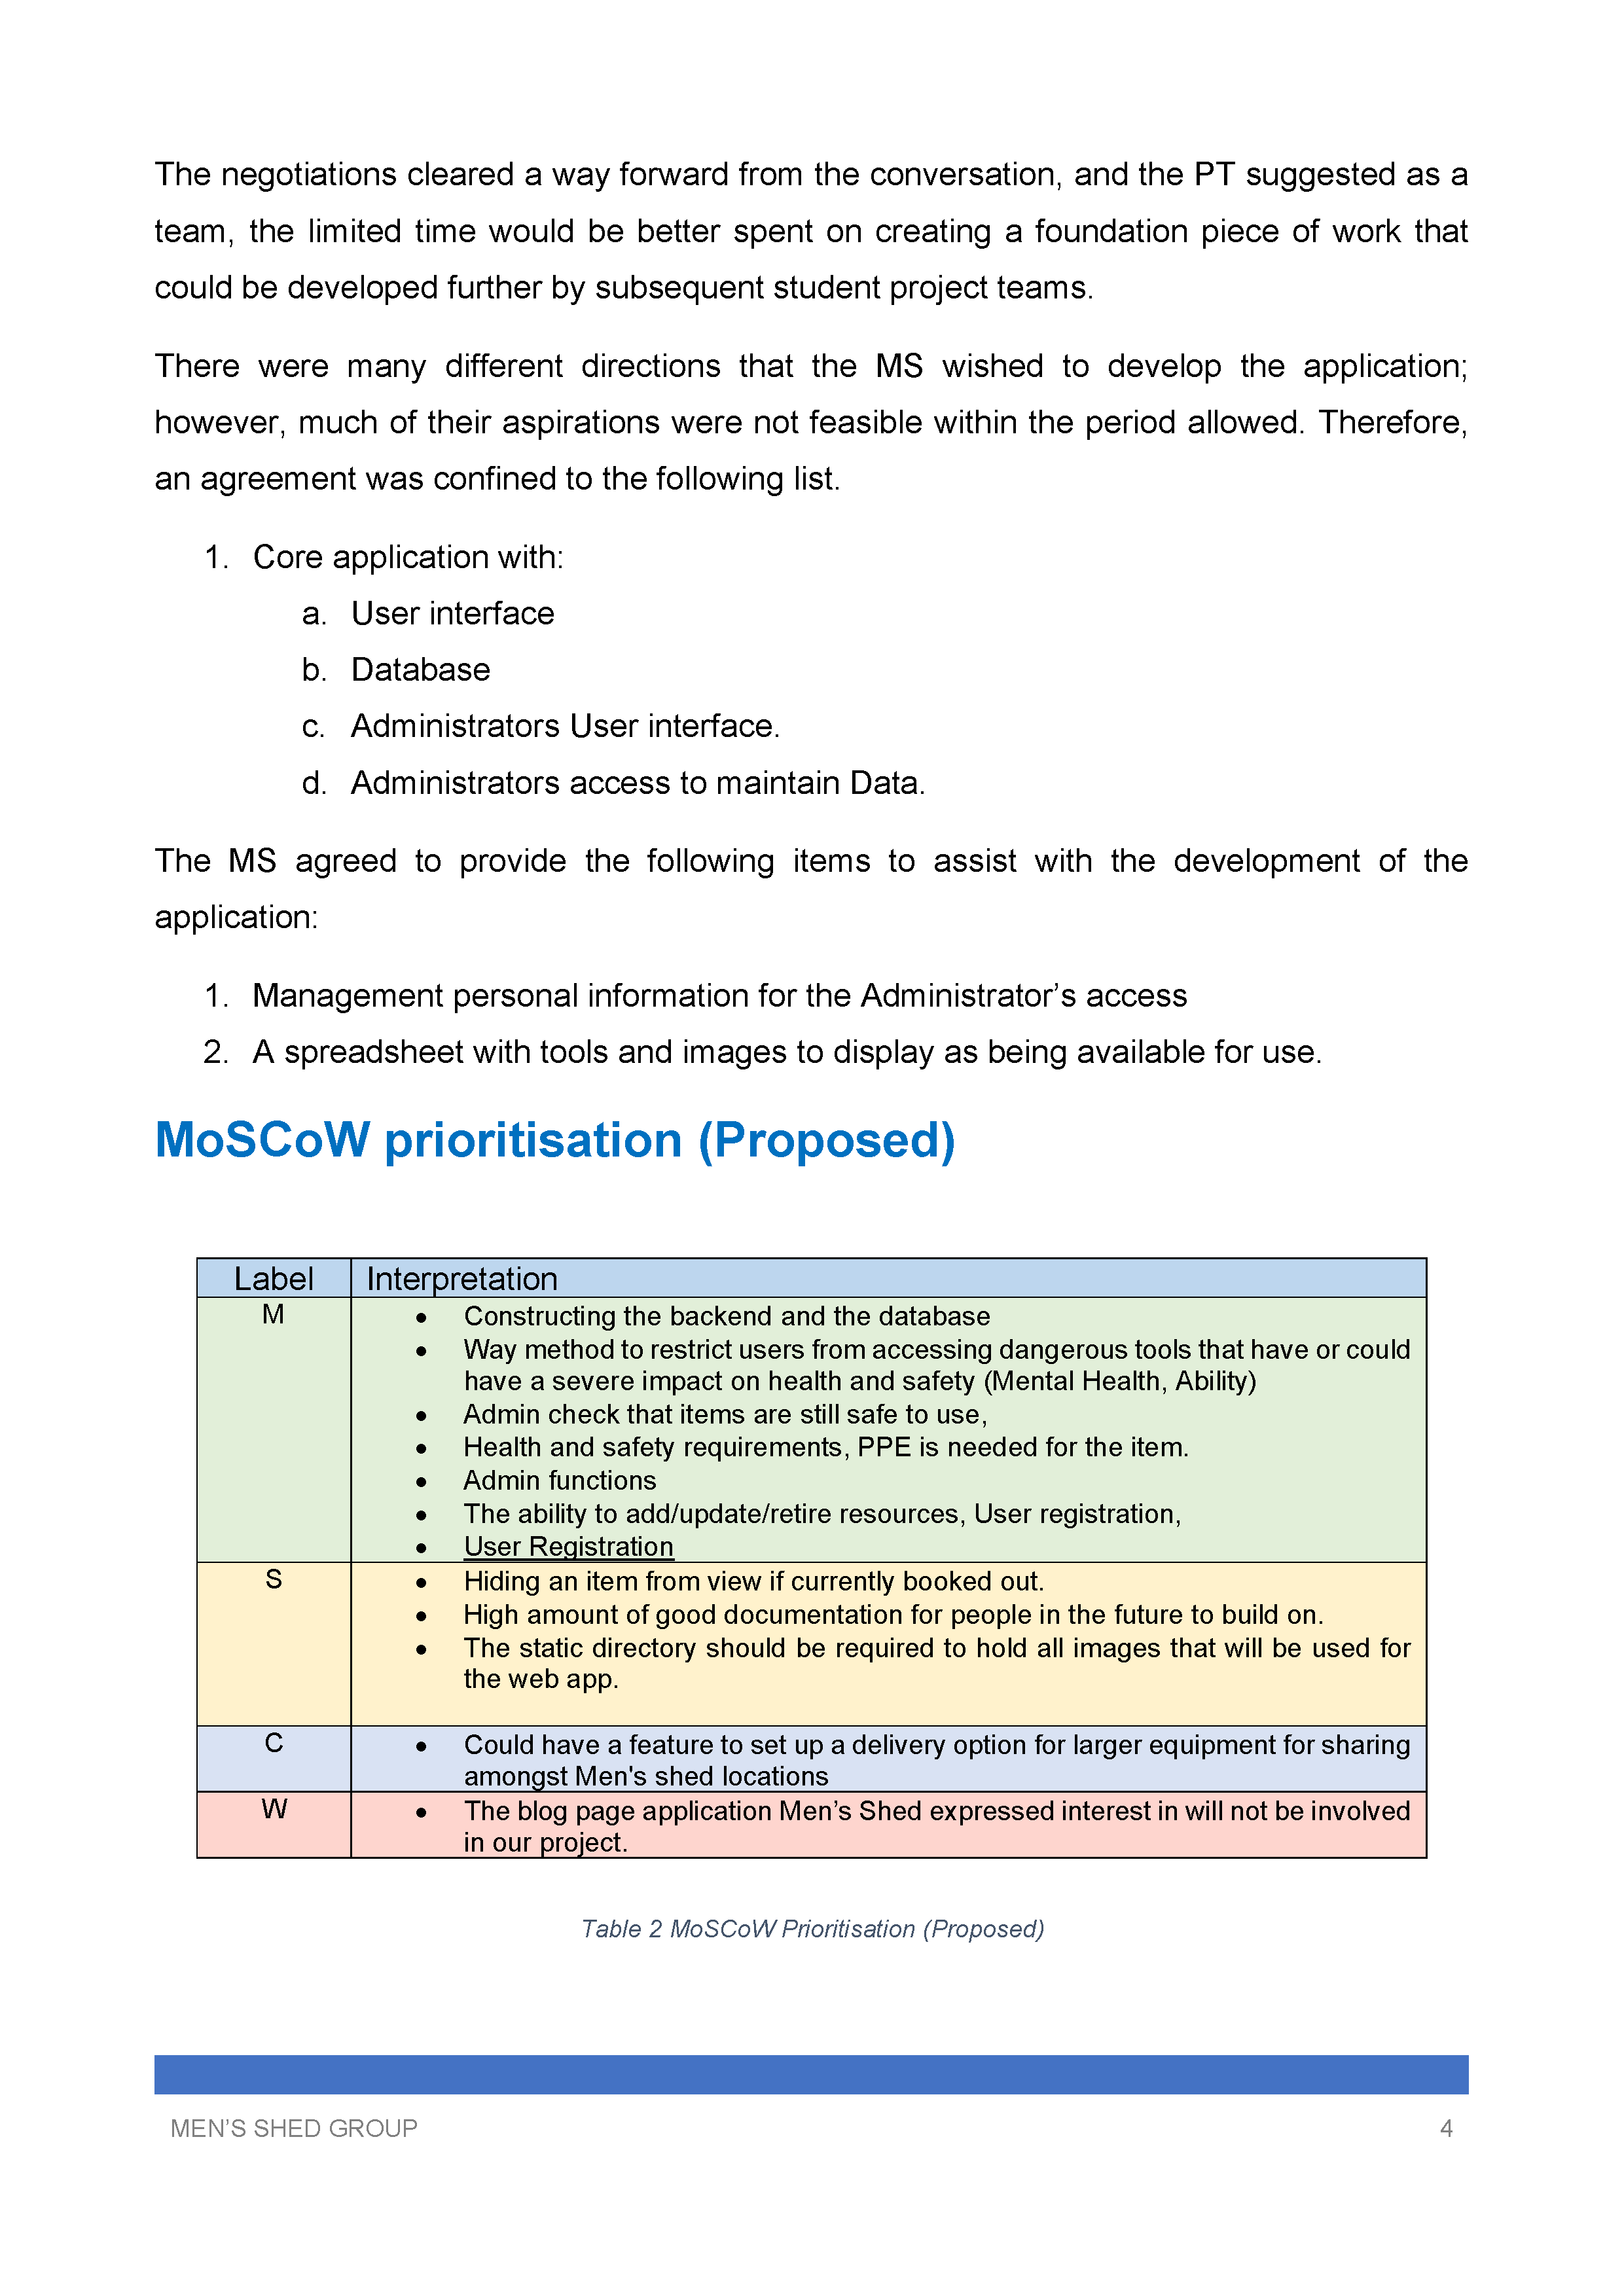 The negotiations cleared a way forward from the conversation, and the PT suggested as a
team, the limited time would be better spent on creating a foundation piece of work that
could be developed further by subsequent student project teams.
There were many different directions that the MS wished to develop the application;
however, much of their aspirations were not feasible within the period allowed. Therefore,
an agreement was confined to the following list.
1. Core application with:
a. User interface
b. Database
c. Administrators User interface.
d. Administrators access to maintain Data.
The MS agreed to provide the following items to assist with the development of the
application:
1. Management personal information for the Administrator’s access
2. A spreadsheet with tools and images to display as being available for use.
MoSCoW prioritisation (Proposed)
Label Interpretation
M
• Constructing the backend and the database
• Way method to restrict users from accessing dangerous tools that have or could
have a severe impact on health and safety (Mental Health, Ability)
• Admin check that items are still safe to use,
• Health and safety requirements, PPE is needed for the item.
• Admin functions
• The ability to add/update/retire resources, User registration,
• User Registration
S
• Hiding an item from view if currently booked out.
• High amount of good documentation for people in the future to build on.
• The static directory should be required to hold all images that will be used for
the web app.
C
• Could have a feature to set up a delivery option for larger equipment for sharing
amongst Men's shed locations
W
• The blog page application Men’s Shed expressed interest in will not be involved
in our project.
Table 2 MoSCoW Prioritisation (Proposed)
MEN’S SHED GROUP 4